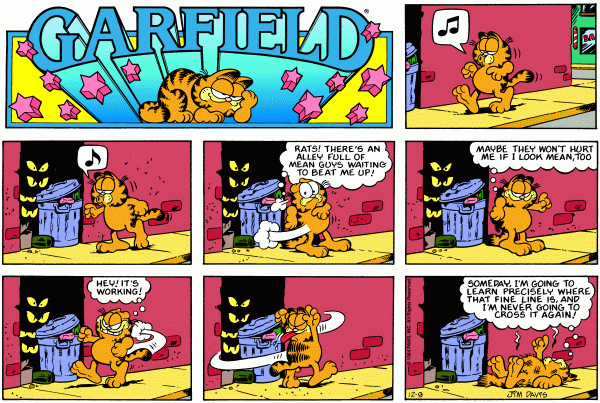 GARFIELD
®
RATS! THERE'S AN
ALLEY FULL OF
MEAN GUYS WAITING
TO BEAT ME UP!
MAYBE THEY WON'T HURT
ME IF I LOOK MEAN, TOO
HEY! IT'S
WORKING!
SOMEDAY, I'M GOING TO
LEARN PRECISELY WHERE
THAT FINE LINE IS, AND
I'M NEVER GOING TO
CROSS IT AGAIN!
12-9
JIM DAVIS